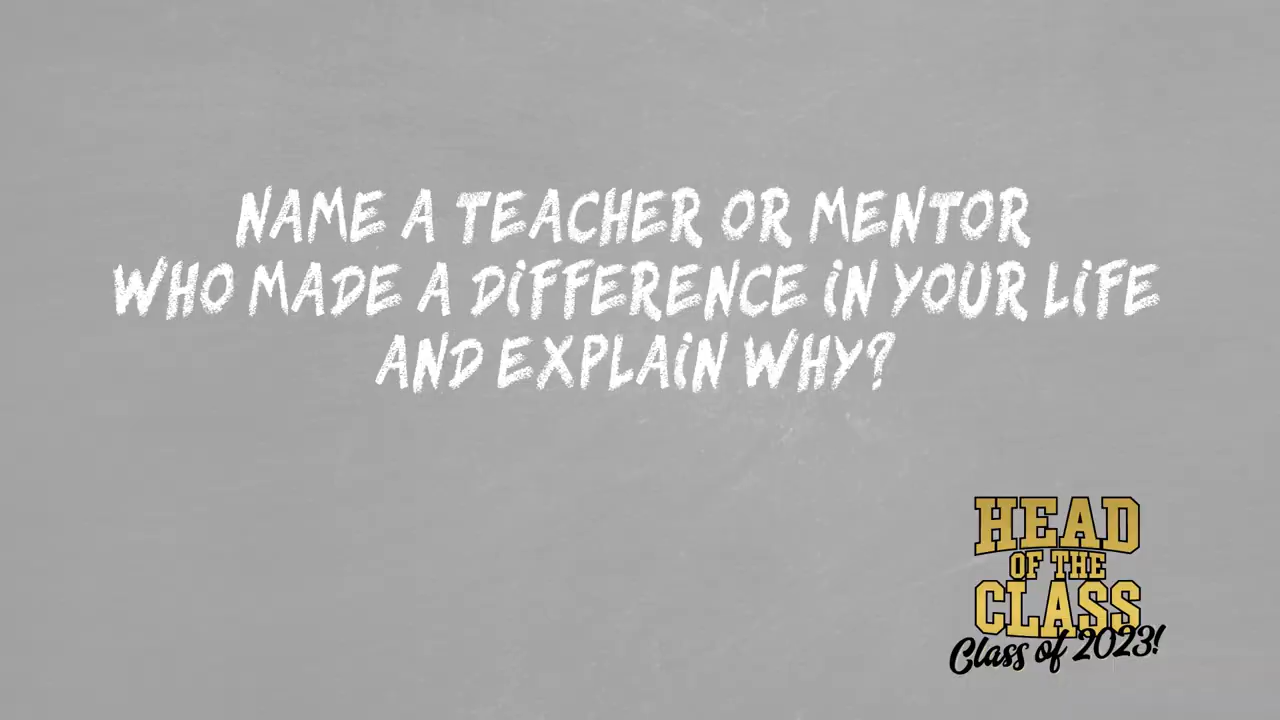 NAME A TEACHER OR MENTOR
WHO MADE A DIFFERENCE IN YOUR LIFE
AND EXPLAIN WHY?
HEAD
OF THE
CLASS
Class of 2023!